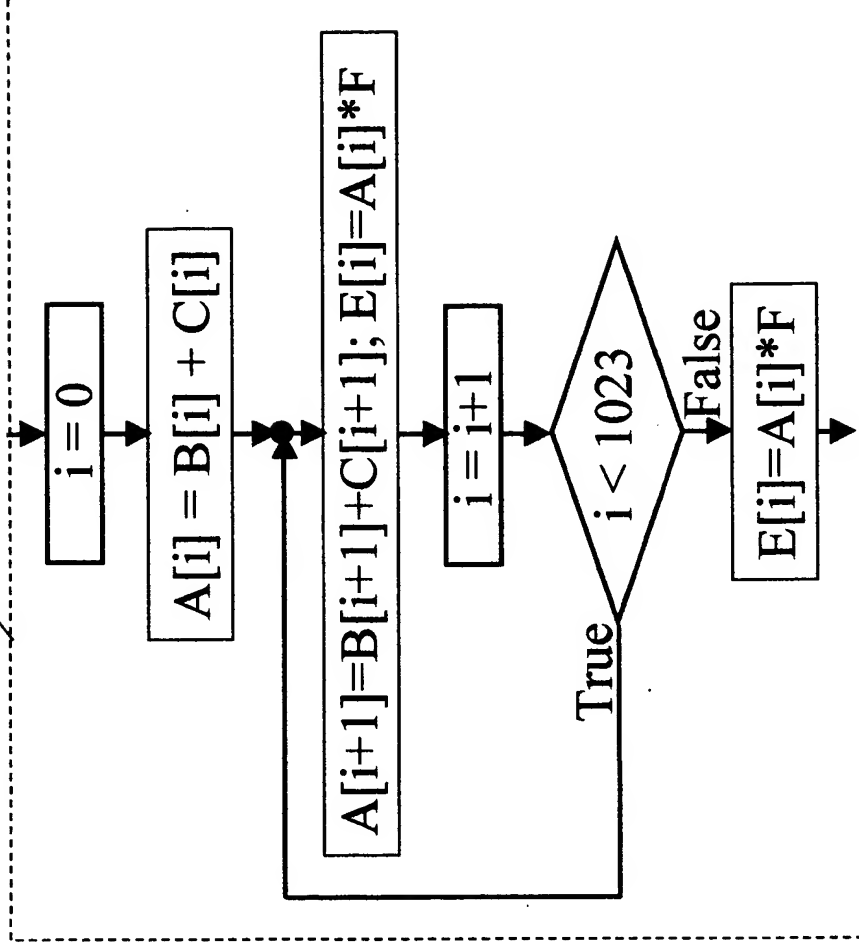 i = 0
A[i] = B[i] + C[i]
A[i+1]=B[i+1]+C[i+1]; E[i]=A[i]*F
i = i+1
i < 1023
True
False
E[i]=A[i]*F